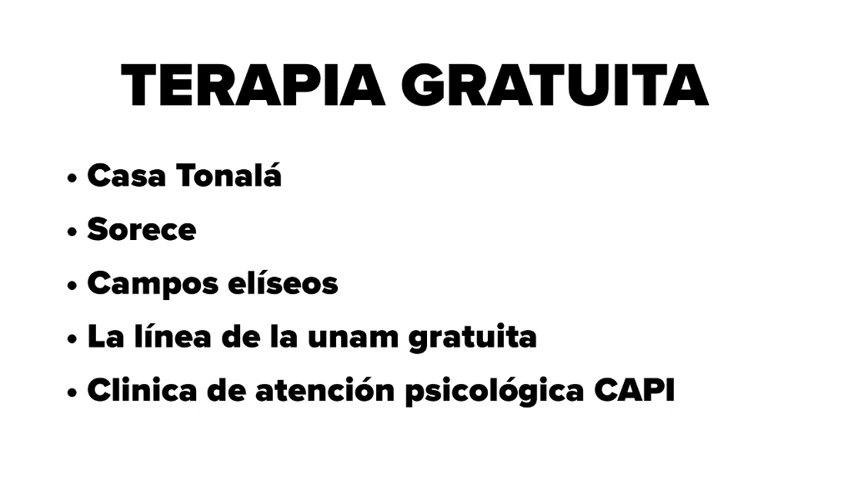 TERAPIA GRATUITA
• Casa Tonalá
• Sorece
• Campos elíseos
• La línea de la unam gratuita
• Clinica de atención psicológica CAPI